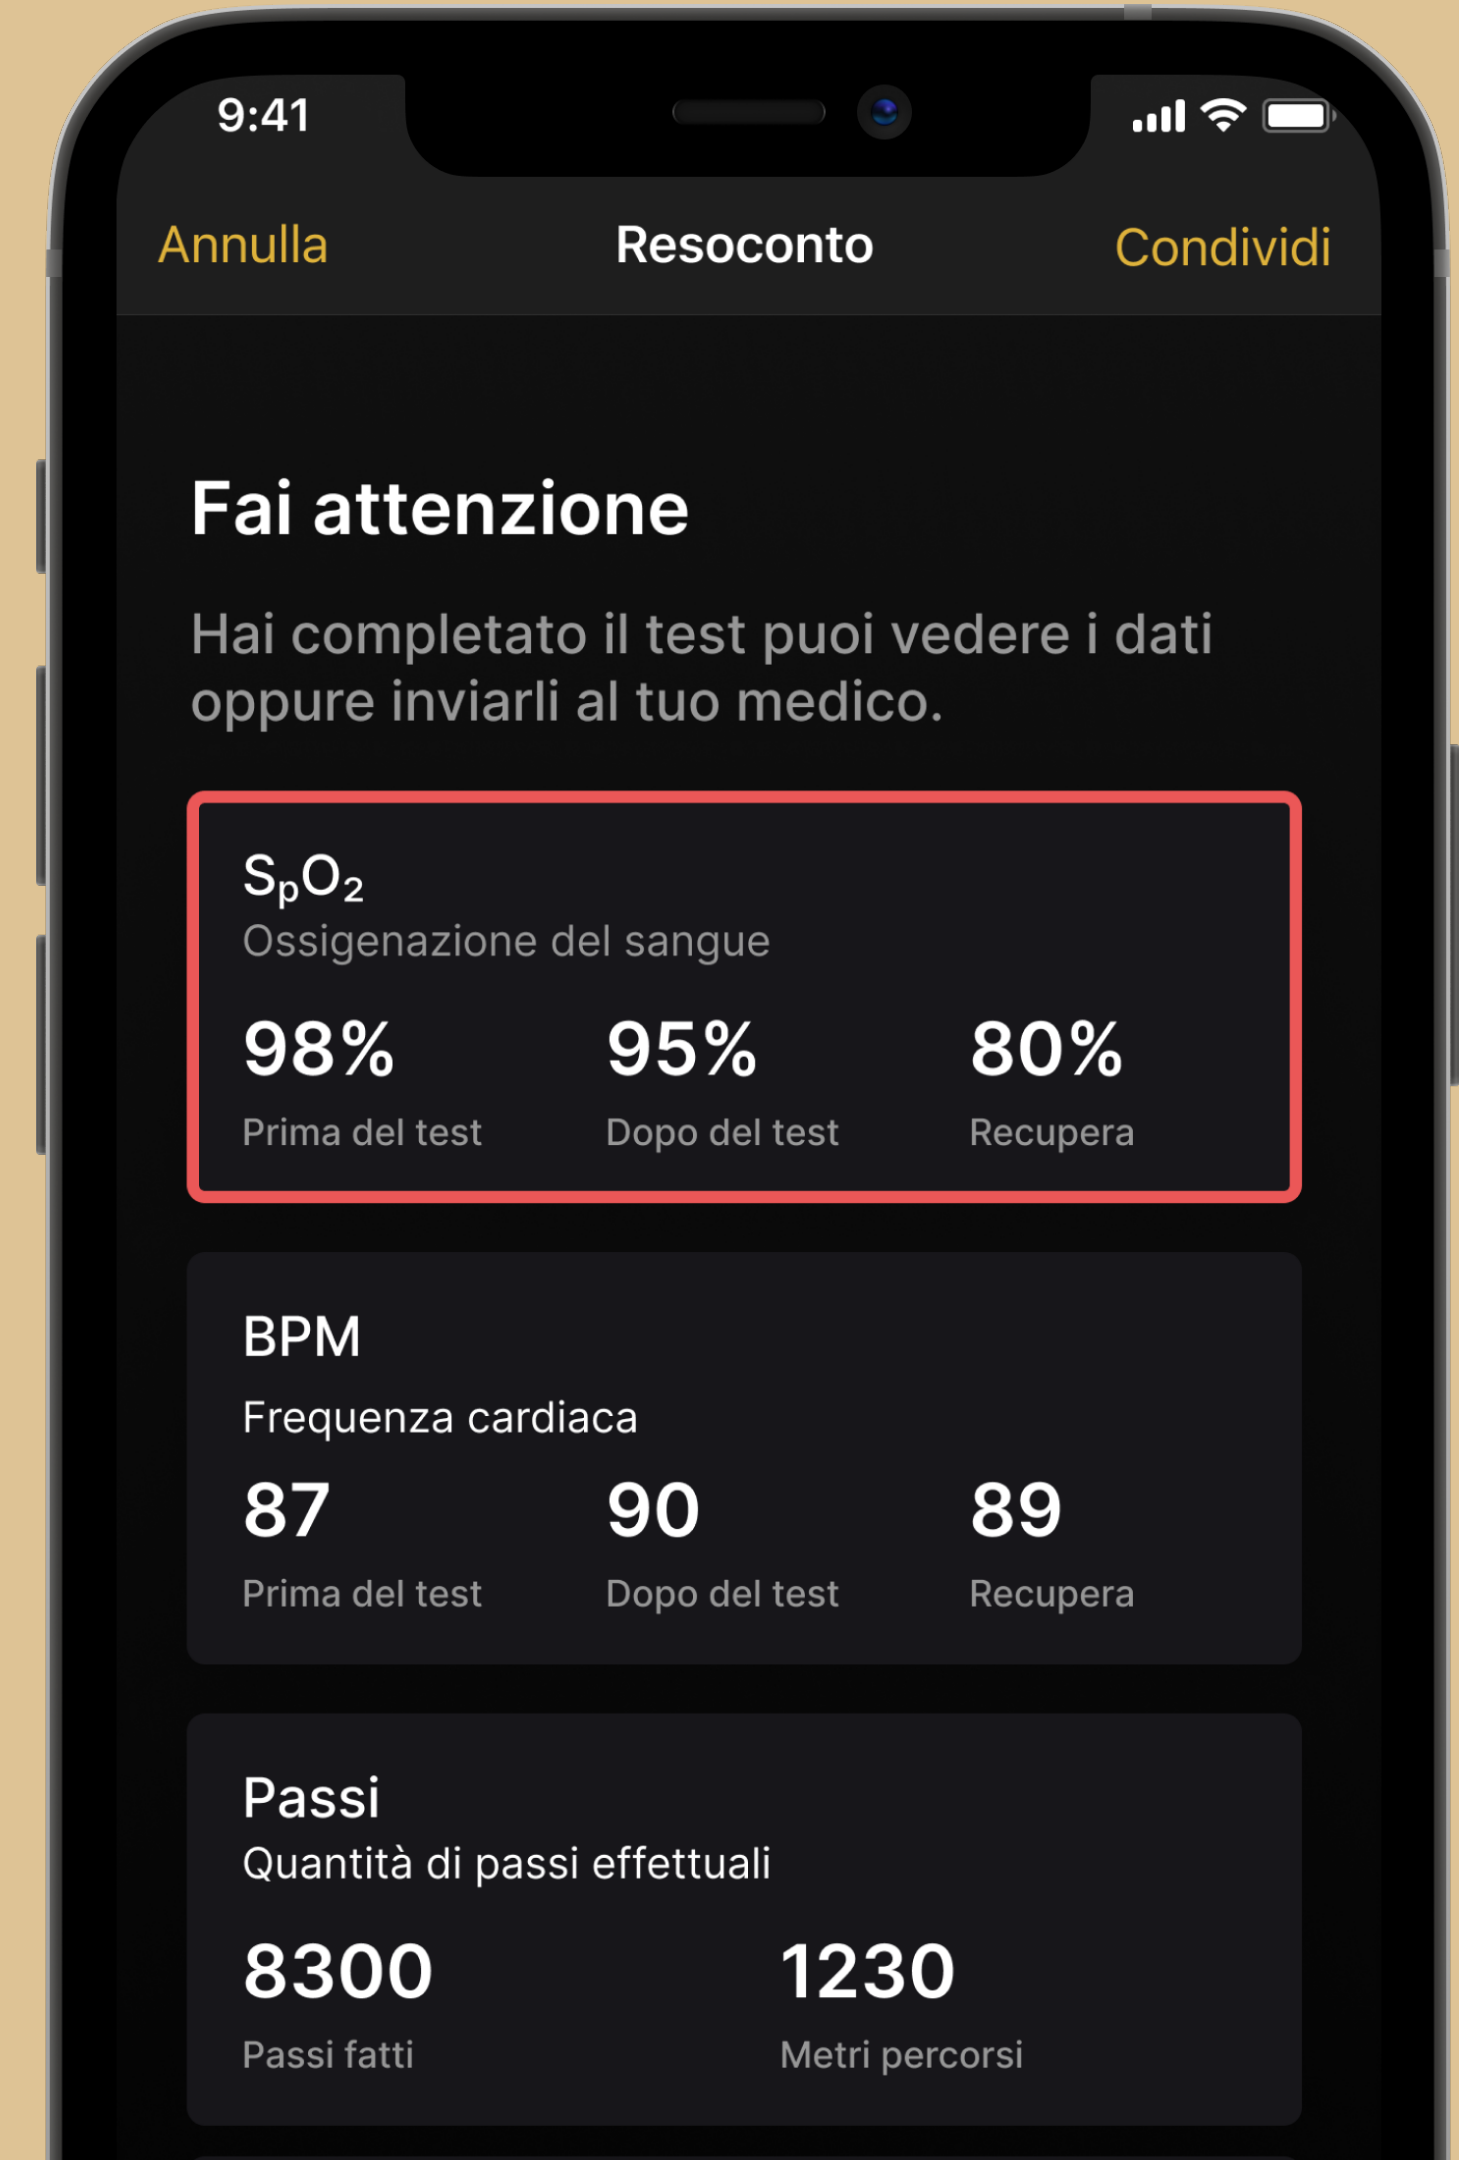 9:41
Annulla Resoconto Condividi
Fai attenzione
Hai completato il test puoi vedere i dati
oppure inviarli al tuo medico.
SpO₂
Ossigenazione del sangue
98% 95% 80%
Prima del test Dopo del test Recupera
BPM
Frequenza cardiaca
87 90 89
Prima del test Dopo del test Recupera
Passi
Quantità di passi effettuali
8300 1230
Passi fatti Metri percorsi